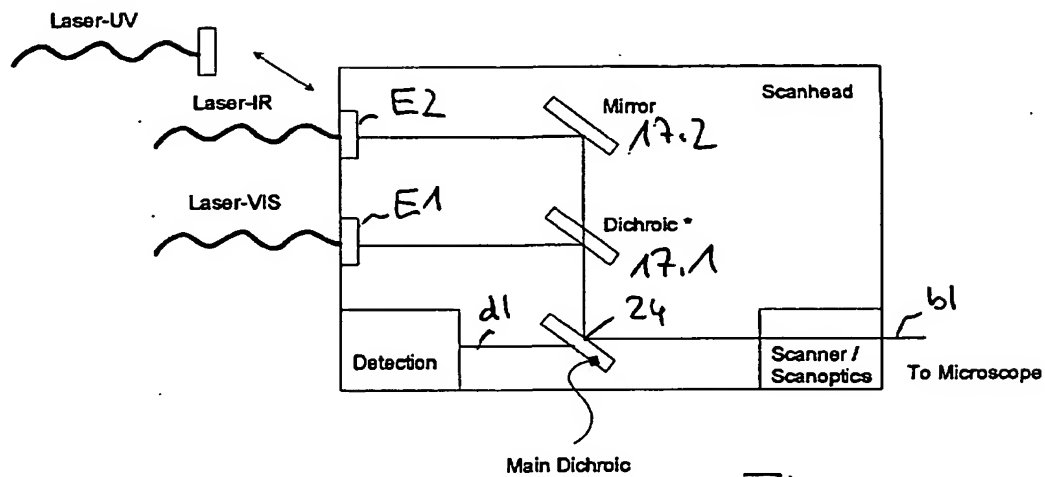 Laser-UV
Laser-IR
E2
Mirror
17.2
Scanhead
Laser-VIS
E1
Dichroic *
17.1
24
dl
bl
Detection
Scanner /
Scanoptics
To Microscope
Main Dichroic